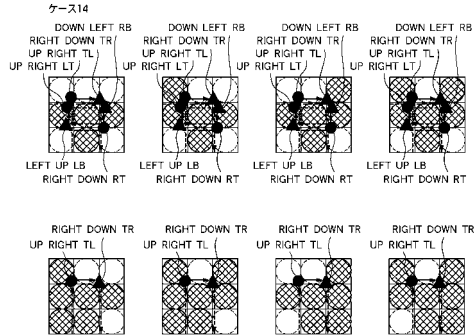 ケース14
DOWN LEFT RB DOWN LEFT RB DOWN LEFT RB DOWN LEFT RB
RIGHT DOWN TR RIGHT DOWN TR RIGHT DOWN TR RIGHT DOWN TR
UP RIGHT TL UP RIGHT TL UP RIGHT TL UP RIGHT TL
UP RIGHT LT UP RIGHT LT UP RIGHT LT UP RIGHT LT
LEFT UP LB LEFT UP LB LEFT UP LB LEFT UP LB
RIGHT DOWN RT RIGHT DOWN RT RIGHT DOWN RT RIGHT DOWN RT
RIGHT DOWN TR RIGHT DOWN TR RIGHT DOWN TR RIGHT DOWN TR
UP RIGHT TL UP RIGHT TL UP RIGHT TL UP RIGHT TL